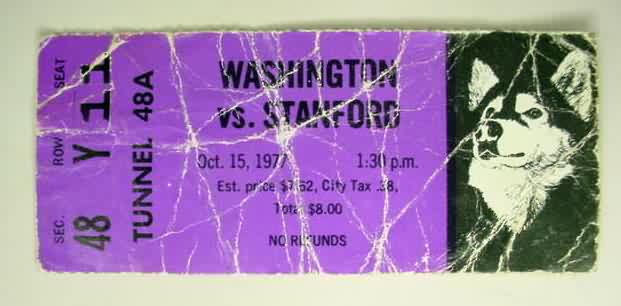 SEC. ROW SEAT
48 Y 11
TUNNEL 48A
WASHINGTON
vs. STANFORD
Oct. 15, 1977 1:30 p.m.
Est. price $7.62, City Tax .38,
Total $8.00
NO REFUNDS